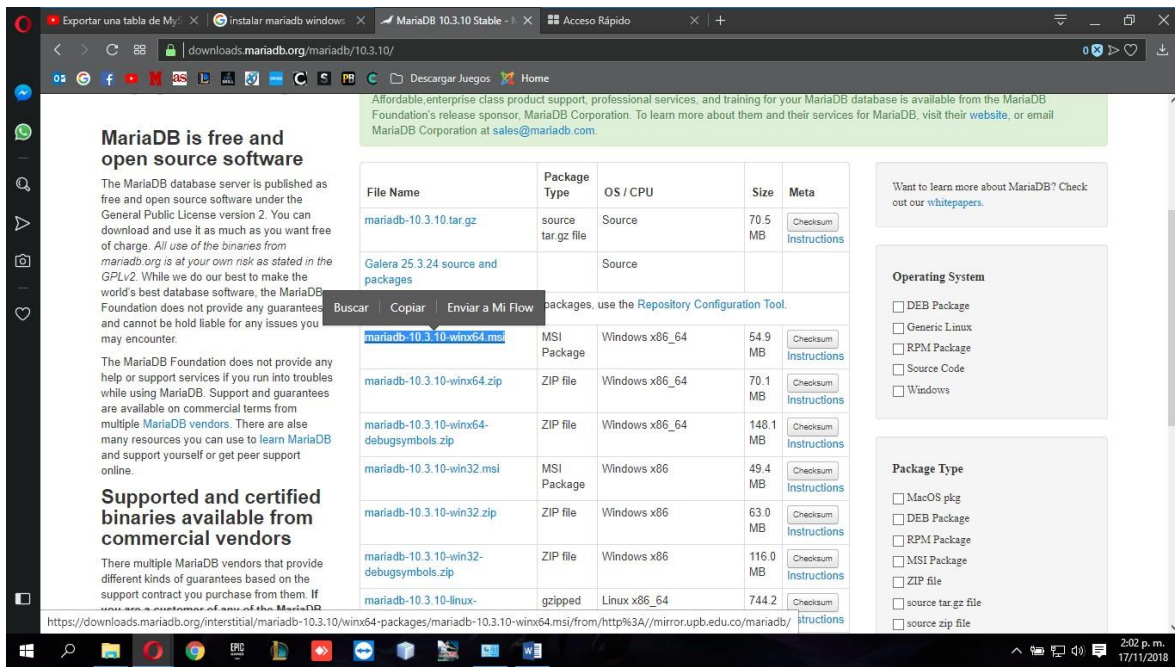 Exportar una tabla de My
instalar mariadb windows
MariaDB 10.3.10 Stable -
Acceso Rápido
downloads.mariadb.org/mariadb/10.3.10/
0
Descargar Juegos
Home
Affordable,enterprise class product support, professional services, and training for your MariaDB database is available from the MariaDB
Foundation's release sponsor, MariaDB Corporation. To learn more about them and their services for MariaDB, visit their website, or email
MariaDB Corporation at sales@mariadb.com.
MariaDB is free and
open source software
The MariaDB database server is published as
free and open source software under the
General Public License version 2. You can
download and use it as much as you want free
of charge. All use of the binaries from
mariadb.org is at your own risk as stated in the
GPLv2. While we do our best to make the
world's best database software, the MariaDB
Foundation does not provide any guarantees
and cannot be hold liable for any issues you
may encounter.
The MariaDB Foundation does not provide any
help or support services if you run into troubles
while using MariaDB. Support and guarantees
are available on commercial terms from
multiple MariaDB vendors. There are alse
many resources you can use to learn MariaDB
and support yourself or get peer support
online.
Supported and certified
binaries available from
commercial vendors
There multiple MariaDB vendors that provide
different kinds of guarantees based on the
support contract you purchase from them. If
you are a customer of any of the MariaDB
File Name Package Type OS / CPU Size Meta
mariadb-10.3.10.tar.gz source tar.gz file Source 70.5 MB Checksum Instructions
Galera 25.3.24 source and packages Source
packages, use the Repository Configuration Tool.
Buscar Copiar Enviar a Mi Flow
mariadb-10.3.10-winx64.msi MSI Package Windows x86_64 54.9 MB Checksum Instructions
mariadb-10.3.10-winx64.zip ZIP file Windows x86_64 70.1 MB Checksum Instructions
mariadb-10.3.10-winx64-debugsymbols.zip ZIP file Windows x86_64 148.1 MB Checksum Instructions
mariadb-10.3.10-win32.msi MSI Package Windows x86 49.4 MB Checksum Instructions
mariadb-10.3.10-win32.zip ZIP file Windows x86 63.0 MB Checksum Instructions
mariadb-10.3.10-win32-debugsymbols.zip ZIP file Windows x86 116.0 MB Checksum Instructions
mariadb-10.3.10-linux- gzipped Linux x86_64 744.2 Checksum structions
Want to learn more about MariaDB? Check
out our whitepapers.
Operating System
DEB Package
Generic Linux
RPM Package
Source Code
Windows
Package Type
MacOS pkg
DEB Package
RPM Package
MSI Package
ZIP file
source tar.gz file
source zip file
https://downloads.mariadb.org/interstitial/mariadb-10.3.10/winx64-packages/mariadb-10.3.10-winx64.msi/from/http%3A//mirror.upb.edu.co/mariadb/
2:02 p. m.
17/11/2018